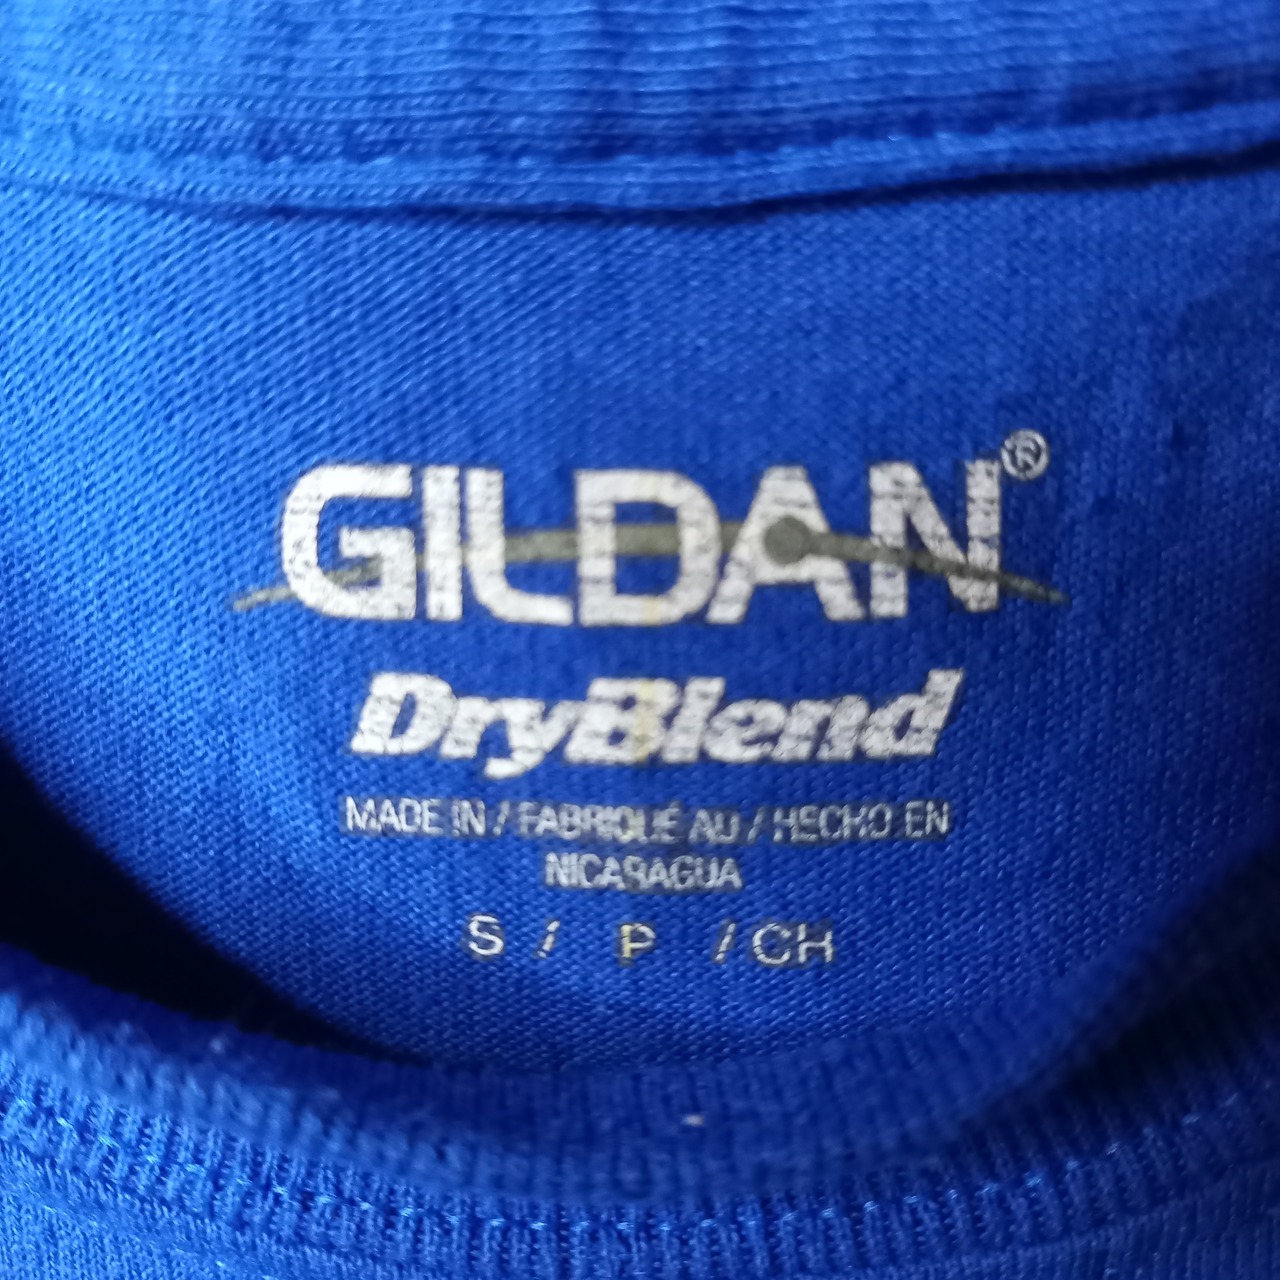 GILDAN®
DryBlend
MADE IN / FABRIQUÉ AU / HECHO EN
NICARAGUA
S / P / CH